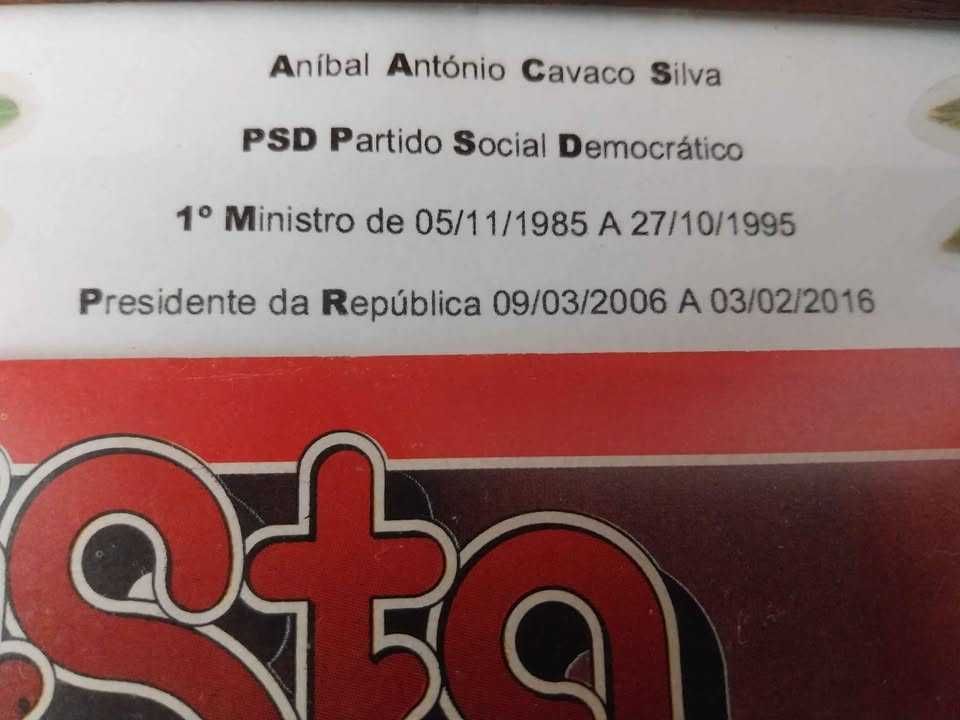 Aníbal António Cavaco Silva
PSD Partido Social Democrático
1º Ministro de 05/11/1985 A 27/10/1995
Presidente da República 09/03/2006 A 03/02/2016
sta